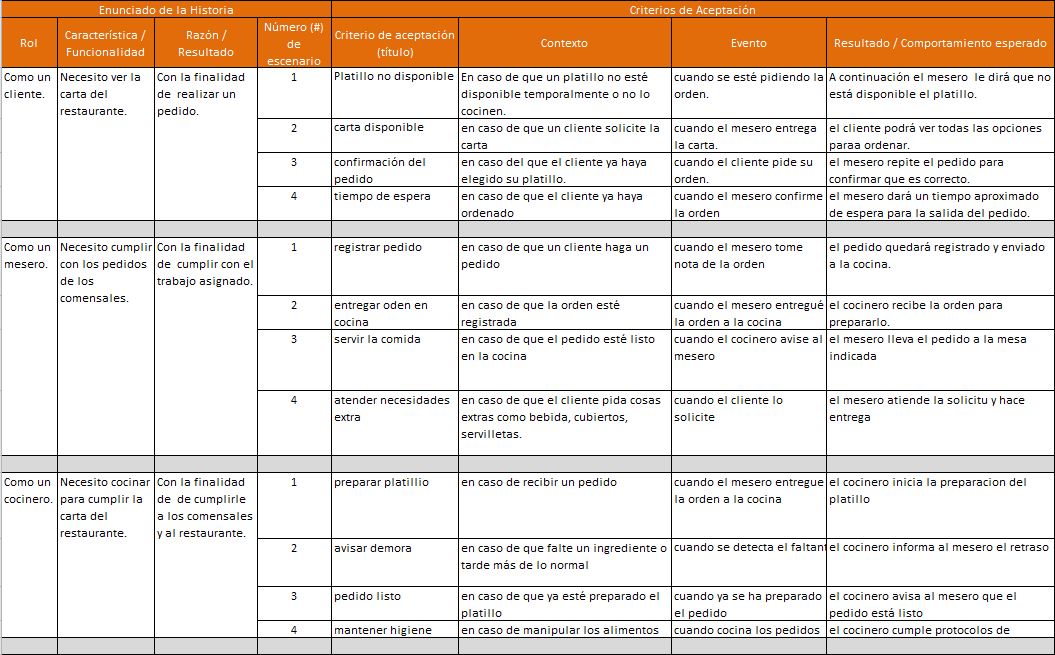 Enunciado de la Historia
Criterios de Aceptación
Rol
Característica /
Funcionalidad
Razón /
Resultado
Número (#)
de
escenario
Criterio de aceptación
(título)
Contexto
Evento
Resultado / Comportamiento esperado
Como un
cliente.
Necesito ver la
carta del
restaurante.
Con la finalidad
de  realizar un
pedido.
1
Platillo no disponible
En caso de que un platillo no esté
disponible temporalmente o no lo
cocinen.
cuando se esté pidiendo la
orden.
A continuación el mesero  le dirá que no
está disponible el platillo.
2
carta disponible
en caso de que un cliente solicite la
carta
cuando el mesero entrega
la carta.
el cliente podrá ver todas las opciones
paraa ordenar.
3
confirmación del
pedido
en caso del que el cliente ya haya
elegido su platillo.
cuando el cliente pide su
orden.
el mesero repite el pedido para
confirmar que es correcto.
4
tiempo de espera
en caso de que el cliente ya haya
ordenado
cuando el mesero confirme
la orden
el mesero dará un tiempo aproximado
de espera para la salida del pedido.
Como un
mesero.
Necesito cumplir
con los pedidos
de los
comensales.
Con la finalidad
de  cumplir con el
trabajo asignado.
1
registrar pedido
en caso de que un cliente haga un
pedido
cuando el mesero tome
nota de la orden
el pedido quedará registrado y enviado
a la cocina.
2
entregar oden en
cocina
en caso de que la orden esté
registrada
cuando el mesero entregué
la orden a la cocina
el cocinero recibe la orden para
prepararlo.
3
servir la comida
en caso de que el pedido esté listo
en la cocina
cuando el cocinero avise al
mesero
el mesero lleva el pedido a la mesa
indicada
4
atender necesidades
extra
en caso de que el cliente pida cosas
extras como bebida, cubiertos,
servilletas.
cuando el cliente lo
solicite
el mesero atiende la solicitu y hace
entrega
Como un
cocinero.
Necesito cocinar
para cumplir la
carta del
restaurante.
Con la finalidad
de  de cumplirle
a los comensales
y al restaurante.
1
preparar platillio
en caso de recibir un pedido
cuando el mesero entregue
la orden a la cocina
el cocinero inicia la preparacion del
platillo
2
avisar demora
en caso de que falte un ingrediente o
tarde más de lo normal
cuando se detecta el faltant
el cocinero informa al mesero el retraso
3
pedido listo
en caso de que ya esté preparado el
platillo
cuando ya se ha preparado
el pedido
el cocinero avisa al mesero que el
pedido está listo
4
mantener higiene
en caso de manipular los alimentos
cuando cocina los pedidos
el cocinero cumple protocolos de